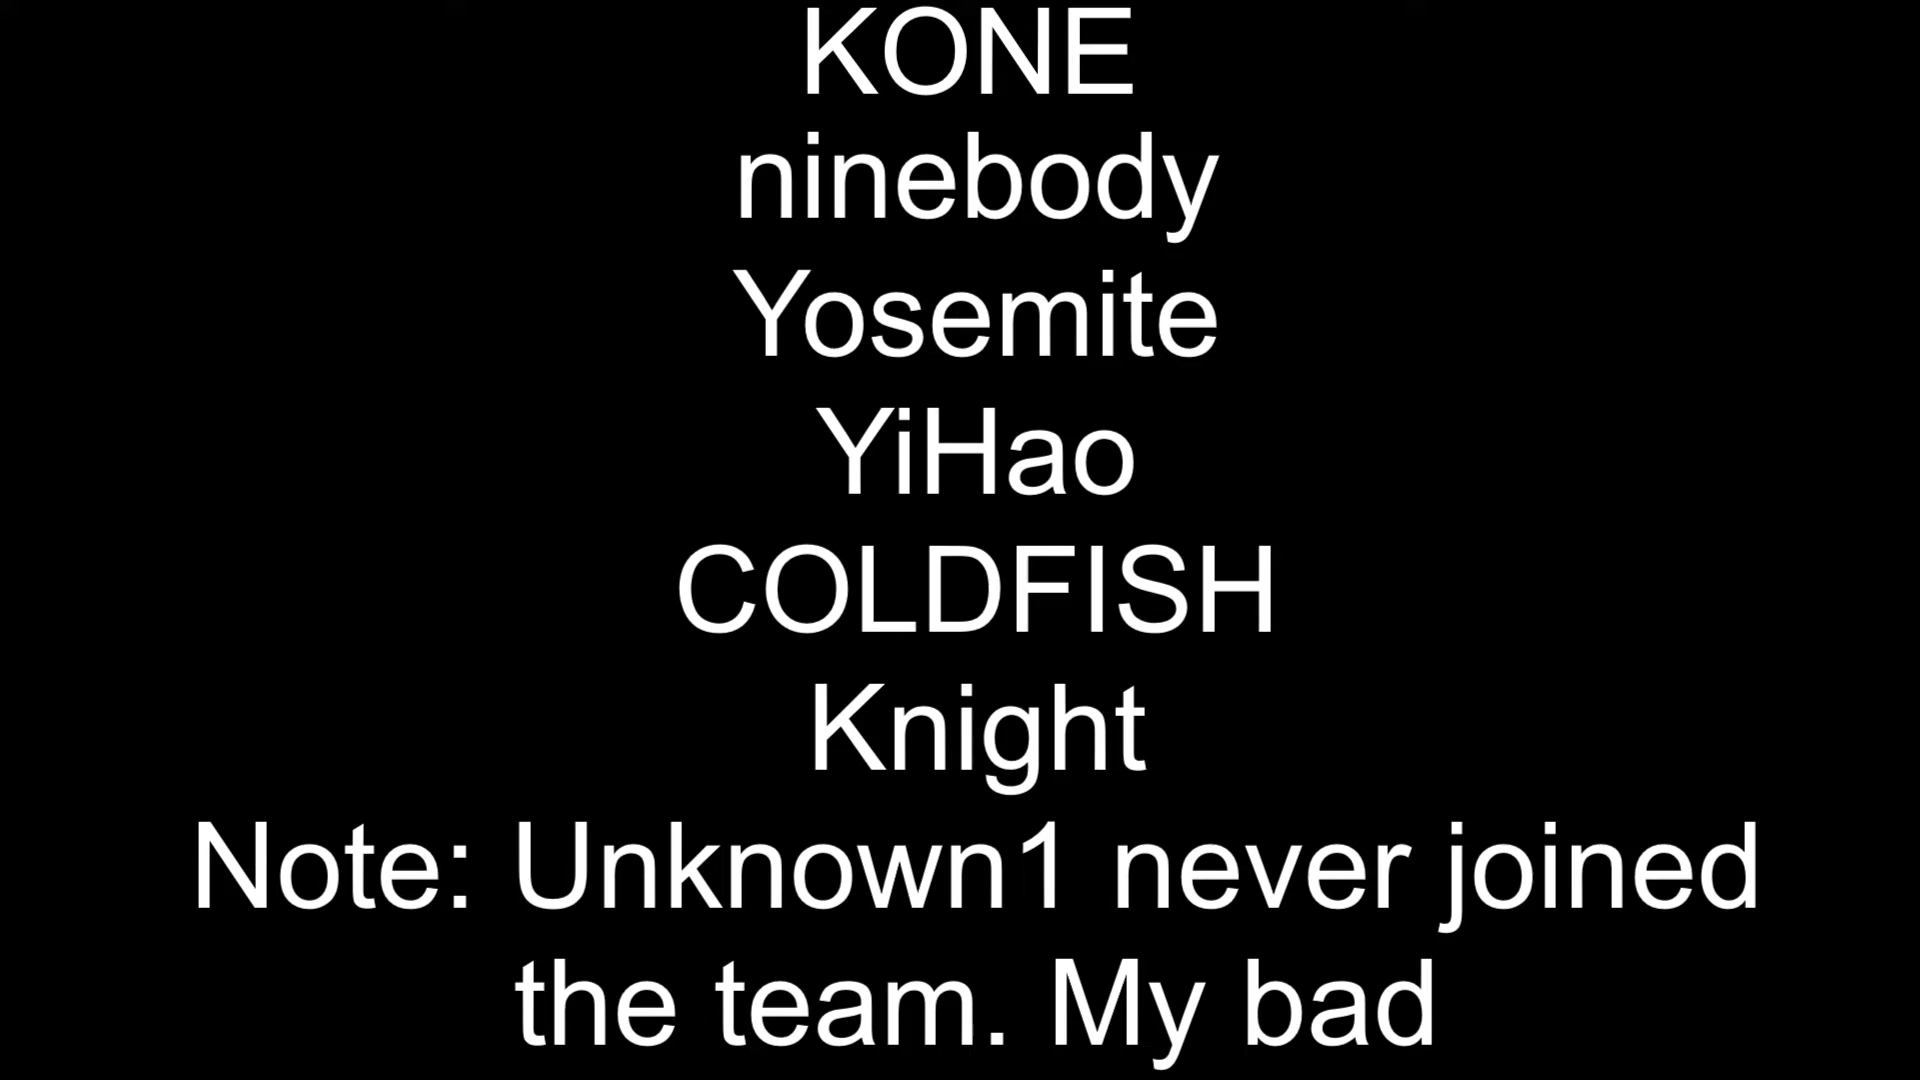 KONE
ninebody
Yosemite
YiHao
COLDFISH
Knight
Note: Unknown1 never joined
the team. My bad